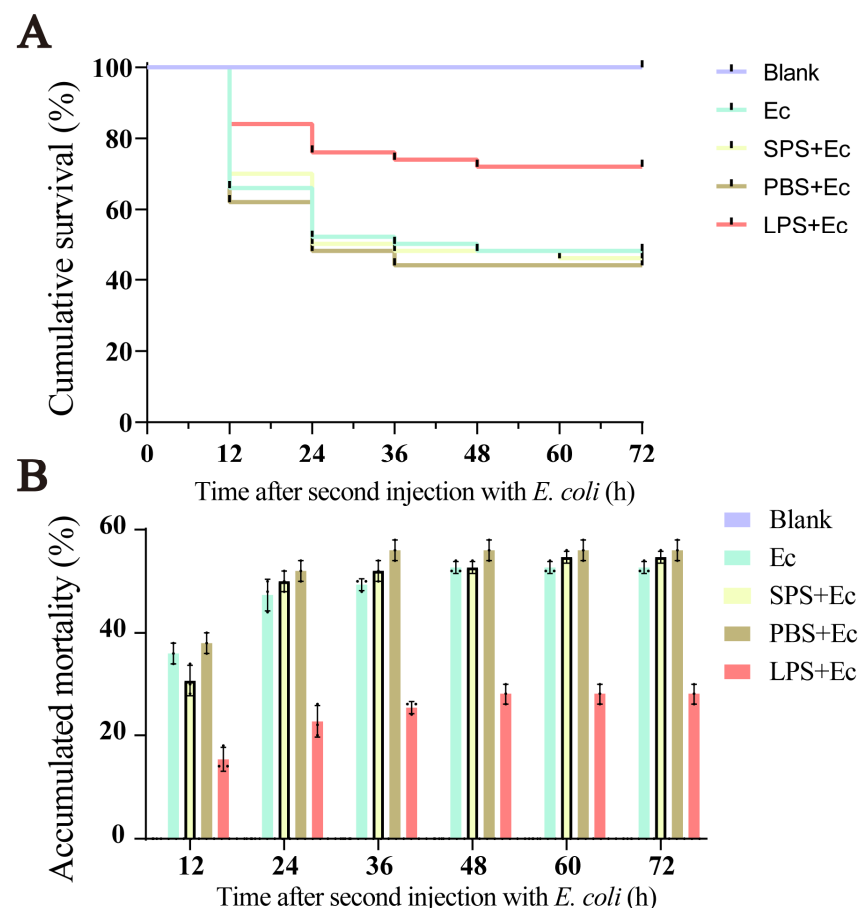 A
Cumulative survival (%)
100
80
60
40
20
0
0 12 24 36 48 60 72
Time after second injection with E. coli (h)
Blank
Ec
SPS+Ec
PBS+Ec
LPS+Ec
B
Accumulated mortality (%)
60
40
20
0
12 24 36 48 60 72
Time after second injection with E. coli (h)
Blank
Ec
SPS+Ec
PBS+Ec
LPS+Ec